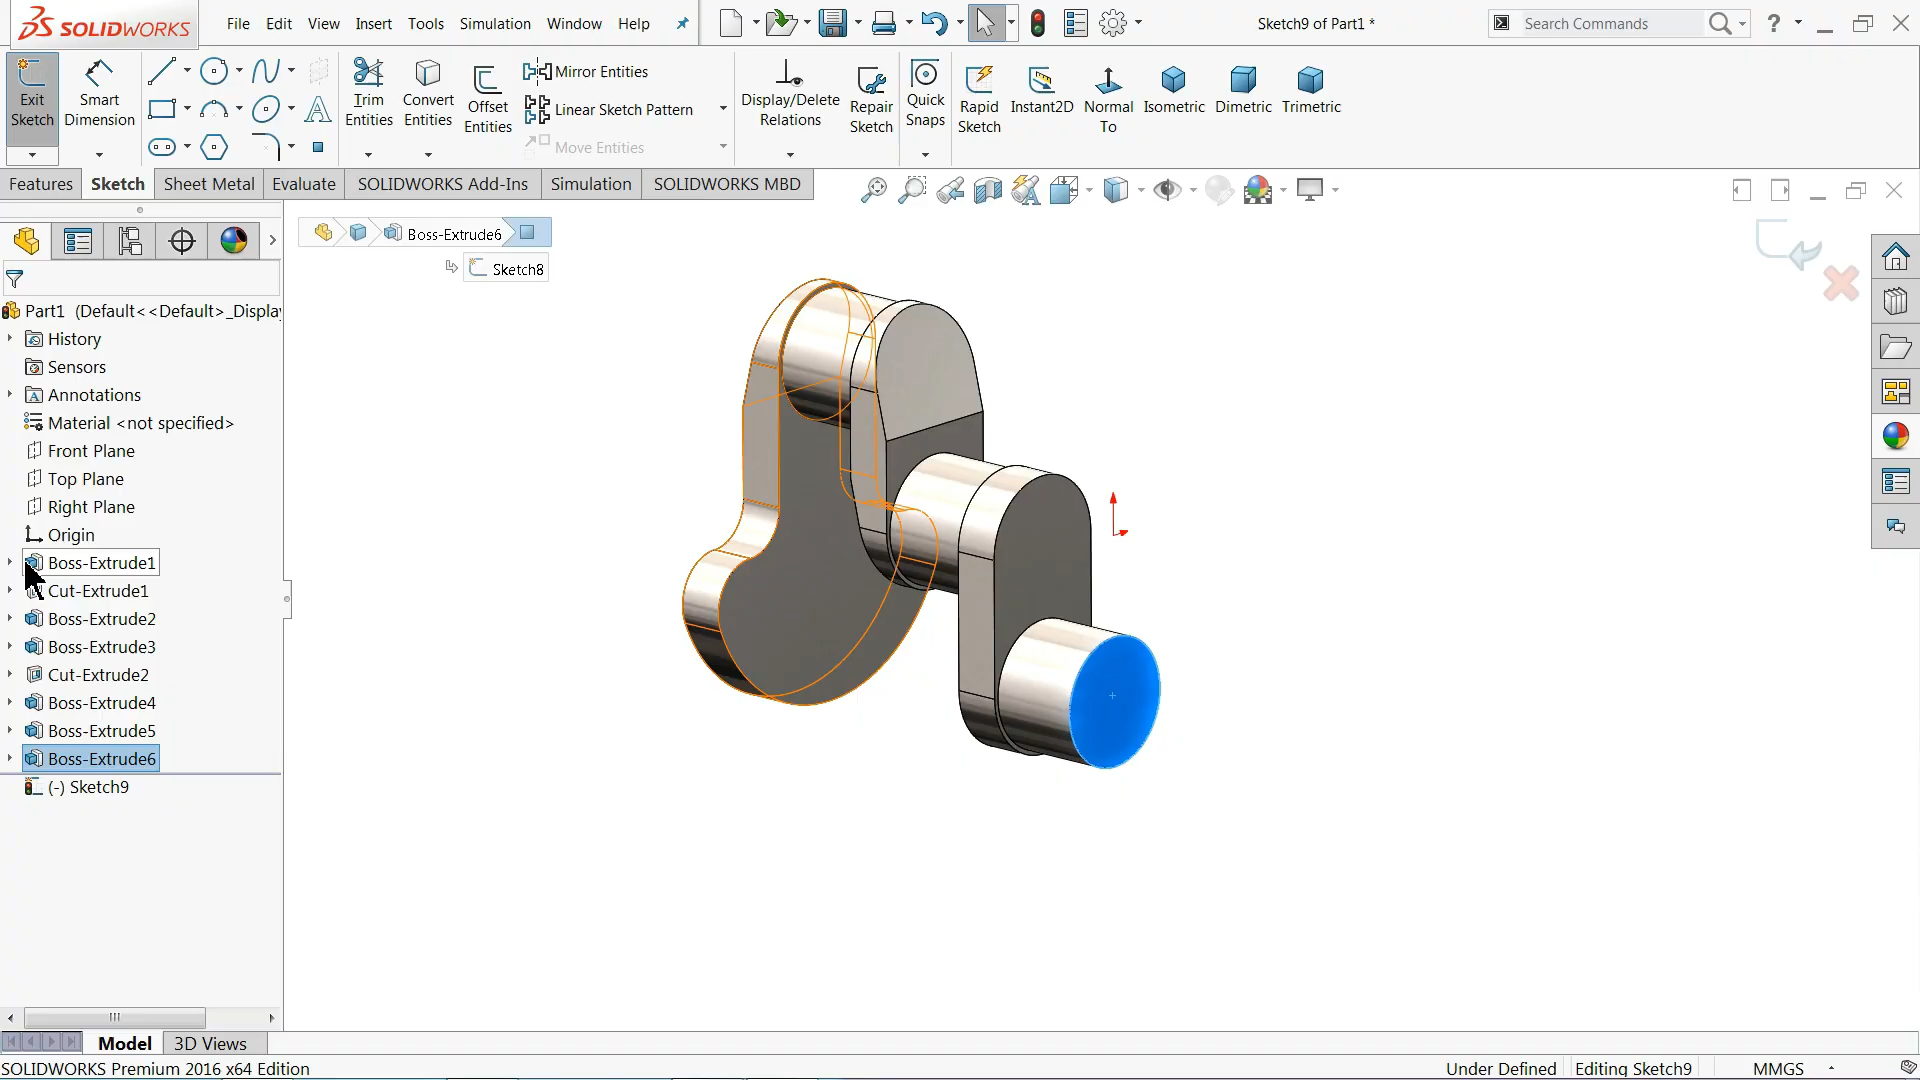 SOLIDWORKS
File Edit View Insert Tools Simulation Window Help
Sketch9 of Part1 *
Search Commands
?
Exit Sketch
Smart Dimension
Trim Entities
Convert Entities
Offset Entities
Mirror Entities
Linear Sketch Pattern
Move Entities
Display/Delete Relations
Repair Sketch
Quick Snaps
Rapid Sketch
Instant2D
Normal To
Isometric
Dimetric
Trimetric
Features Sketch Sheet Metal Evaluate SOLIDWORKS Add-Ins Simulation SOLIDWORKS MBD
Boss-Extrude6
Sketch8
Part1 (Default<<Default>_Displa
History
Sensors
Annotations
Material <not specified>
Front Plane
Top Plane
Right Plane
Origin
Boss-Extrude1
Cut-Extrude1
Boss-Extrude2
Boss-Extrude3
Cut-Extrude2
Boss-Extrude4
Boss-Extrude5
Boss-Extrude6
(-) Sketch9
Model 3D Views
SOLIDWORKS Premium 2016 x64 Edition
Under Defined Editing Sketch9 MMGS